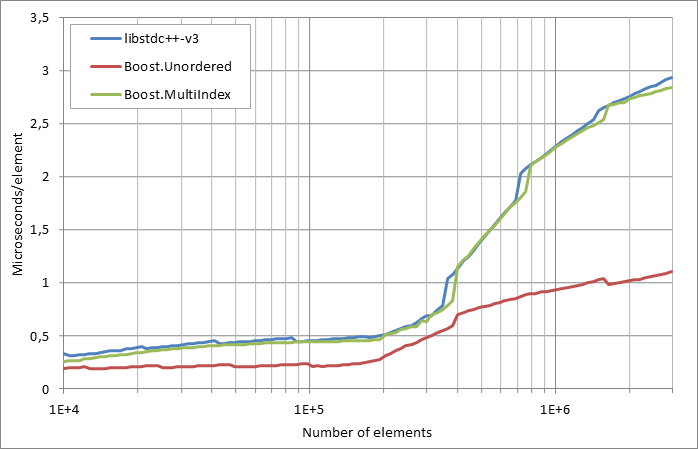 3,5
libstdc++-v3
3
Boost.Unordered
Boost.MultiIndex
2,5
2
1,5
1
0,5
0
Microseconds/element
1E+4
1E+5
1E+6
Number of elements